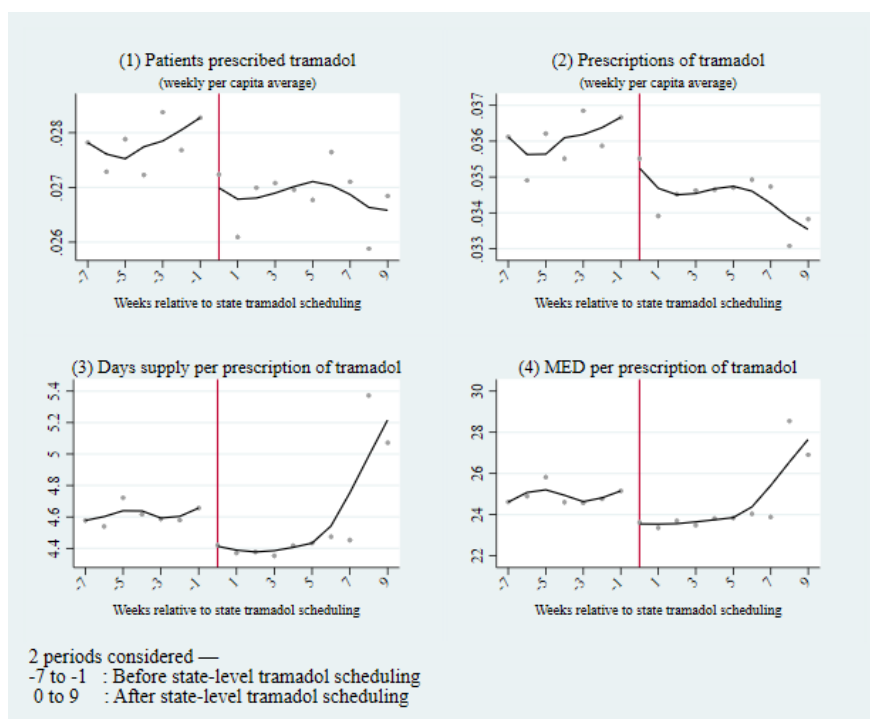 (1) Patients prescribed tramadol
(weekly per capita average)
.028
.027
.026
-7 -5 -3 -1 1 3 5 7 9
Weeks relative to state tramadol scheduling
(2) Prescriptions of tramadol
(weekly per capita average)
.037
.036
.035
.034
.033
-7 -5 -3 -1 1 3 5 7 9
Weeks relative to state tramadol scheduling
(3) Days supply per prescription of tramadol
5.4
5.2
5
4.8
4.6
4.4
-7 -5 -3 -1 1 3 5 7 9
Weeks relative to state tramadol scheduling
(4) MED per prescription of tramadol
30
28
26
24
22
-7 -5 -3 -1 1 3 5 7 9
Weeks relative to state tramadol scheduling
2 periods considered —
-7 to -1 : Before state-level tramadol scheduling
0 to 9 : After state-level tramadol scheduling